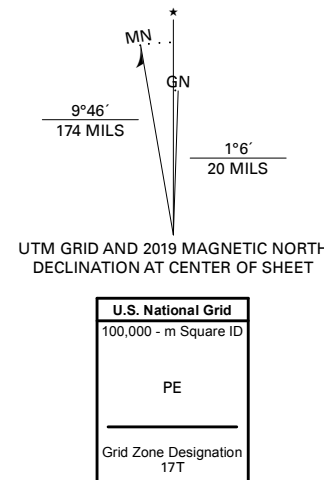 ★
MN
GN
9°46´
174 MILS
1°6´
20 MILS
UTM GRID AND 2019 MAGNETIC NORTH
DECLINATION AT CENTER OF SHEET
U.S. National Grid
100,000 - m Square ID
PE
Grid Zone Designation
17T